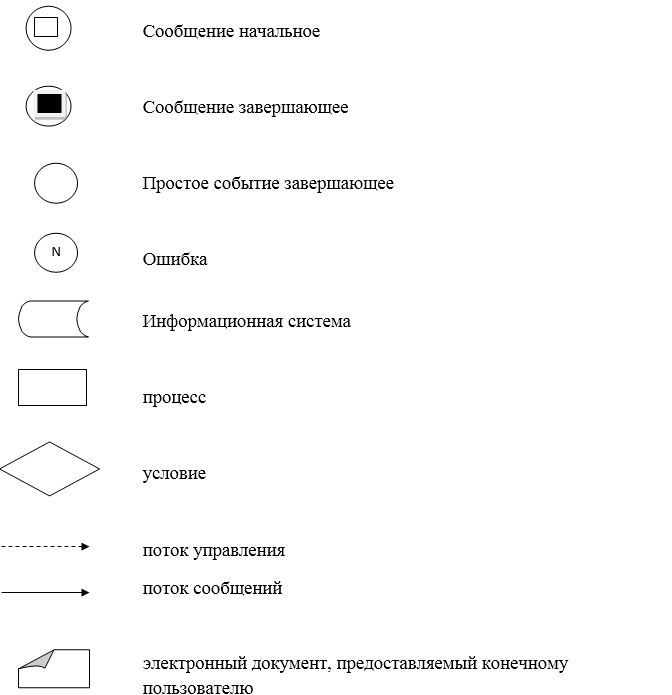 Сообщение начальное
Сообщение завершающее
Простое событие завершающее
N
Ошибка
Информационная система
процесс
условие
поток управления
поток сообщений
электронный документ, предоставляемый конечному
пользователю